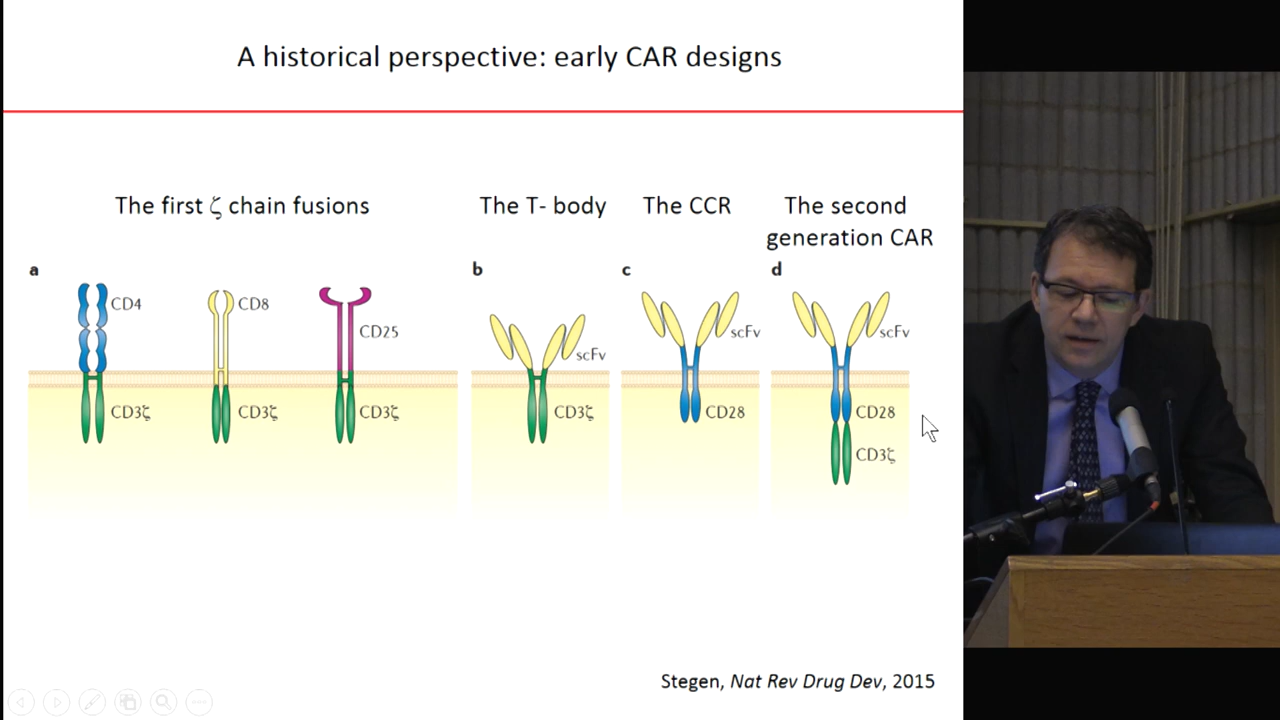 A historical perspective: early CAR designs
The first ζ chain fusions
The T- body
The CCR
The second
generation CAR
a
b
c
d
CD4
CD8
CD25
scFv
scFv
scFv
CD3ζ
CD3ζ
CD3ζ
CD3ζ
CD28
CD28
CD3ζ
Stegen, Nat Rev Drug Dev, 2015